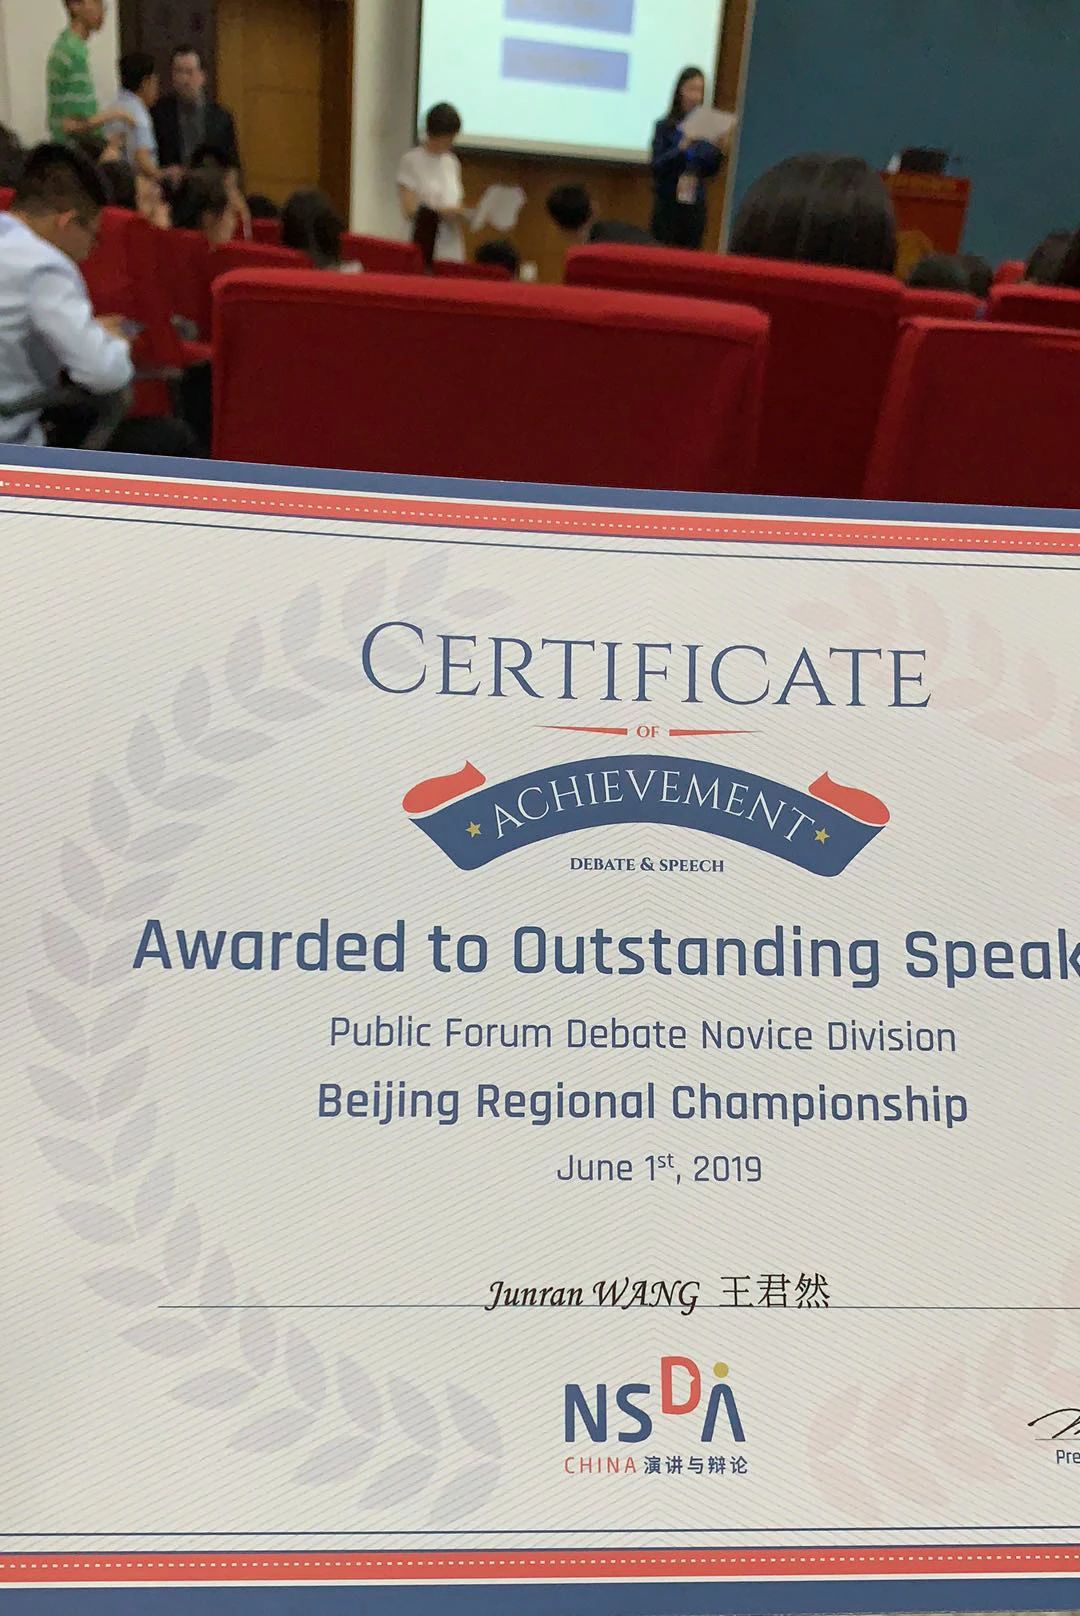 CERTIFICATE
OF
ACHIEVEMENT
DEBATE & SPEECH
Awarded to Outstanding Speak
Public Forum Debate Novice Division
Beijing Regional Championship
June 1st, 2019
Junran WANG 王君然
NSDA
CHINA 演讲与辩论
Pre